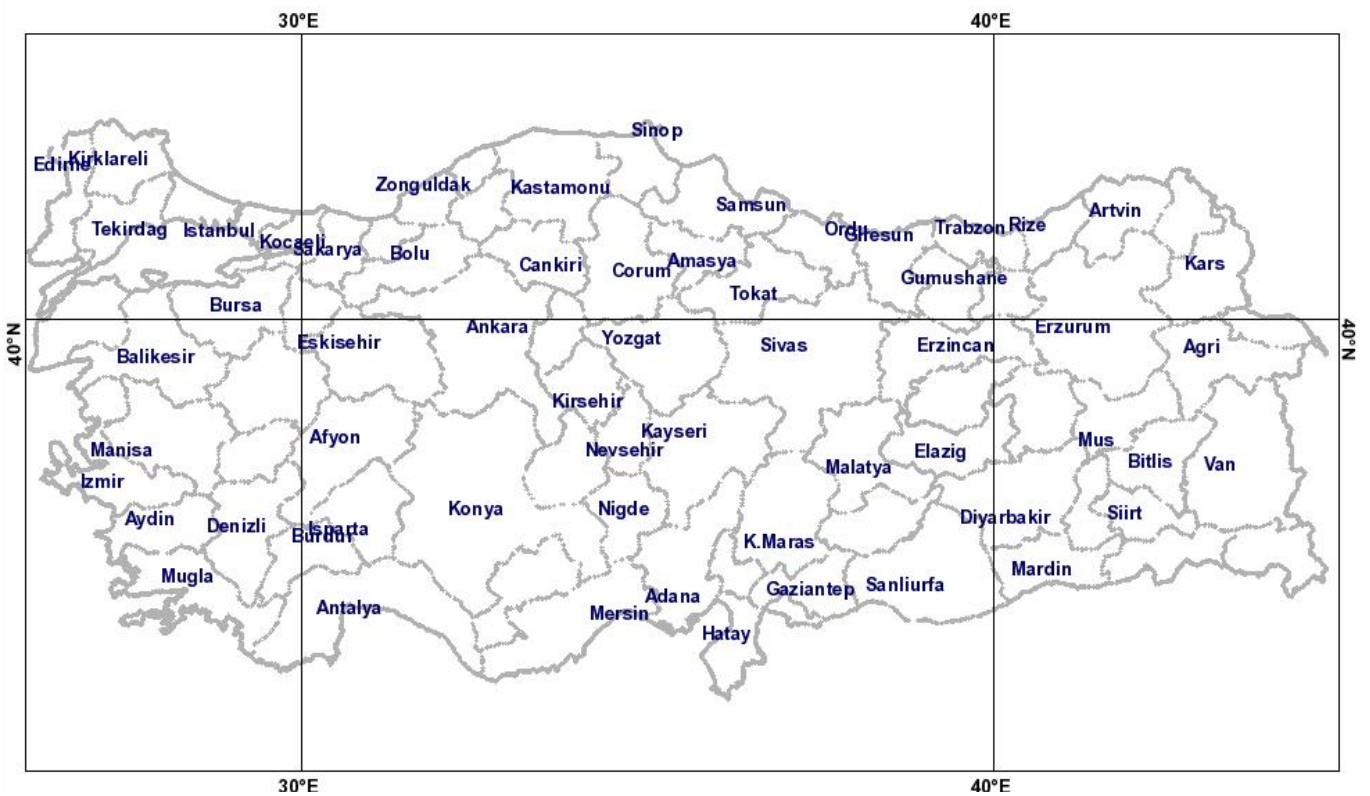 30°E
40°E
Sinop
Kirklareli
Edirne
Zonguldak
Kastamonu
Samsun
Artvin
Tekirdag
Istanbul
Kocaeli
Sakarya
Bolu
Ordu
Giresun
Trabzon
Rize
Cankiri
Corum
Amasya
Kars
Tokat
Gumushane
Bursa
40°N
Ankara
Erzurum
40°N
Eskisehir
Yozgat
Sivas
Erzincan
Agri
Balikesir
Kirsehir
Afyon
Kayseri
Mus
Manisa
Nevsehir
Elazig
Bitlis
Van
Malatya
Izmir
Konya
Nigde
Aydin
Denizli
Isparta
Burdur
Diyarbakir
Siirt
K.Maras
Mugla
Mardin
Gaziantep
Sanliurfa
Adana
Antalya
Mersin
Hatay
30°E
40°E